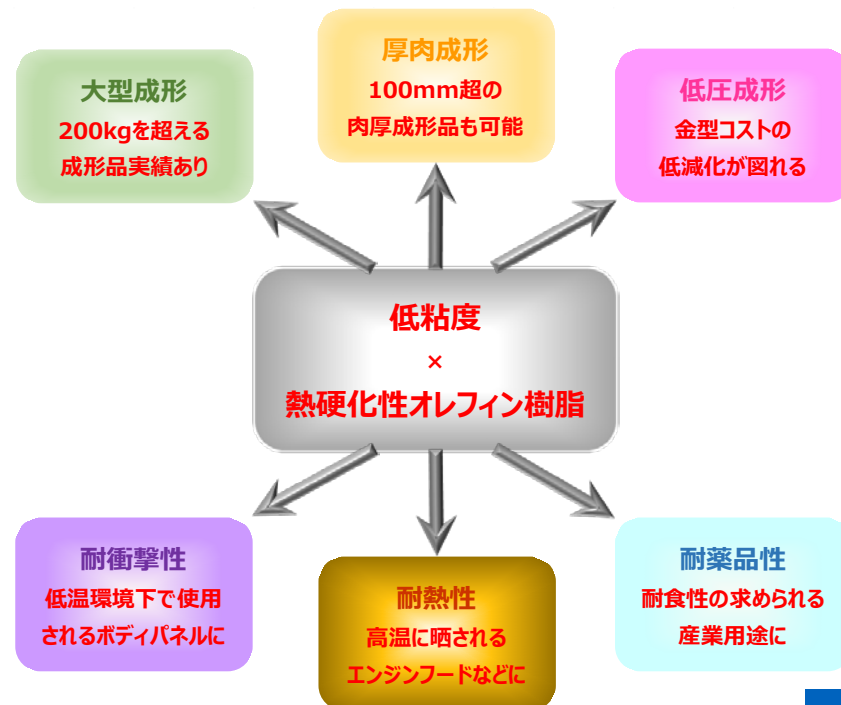 大型成形
200kgを超える
成形品実績あり
厚肉成形
100mm超の
肉厚成形品も可能
低圧成形
金型コストの
低減化が図れる
低粘度
×
熱硬化性オレフィン樹脂
耐衝撃性
低温環境下で使用
されるボディパネルに
耐熱性
高温に晒される
エンジンフードなどに
耐薬品性
耐食性の求められる
産業用途に